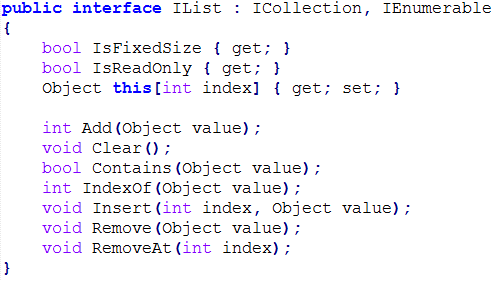 public interface IList : ICollection, IEnumerable
{
    bool IsFixedSize { get; }
    bool IsReadOnly { get; }
    Object this[int index] { get; set; }

    int Add(Object value);
    void Clear();
    bool Contains(Object value);
    int IndexOf(Object value);
    void Insert(int index, Object value);
    void Remove(Object value);
    void RemoveAt(int index);
}